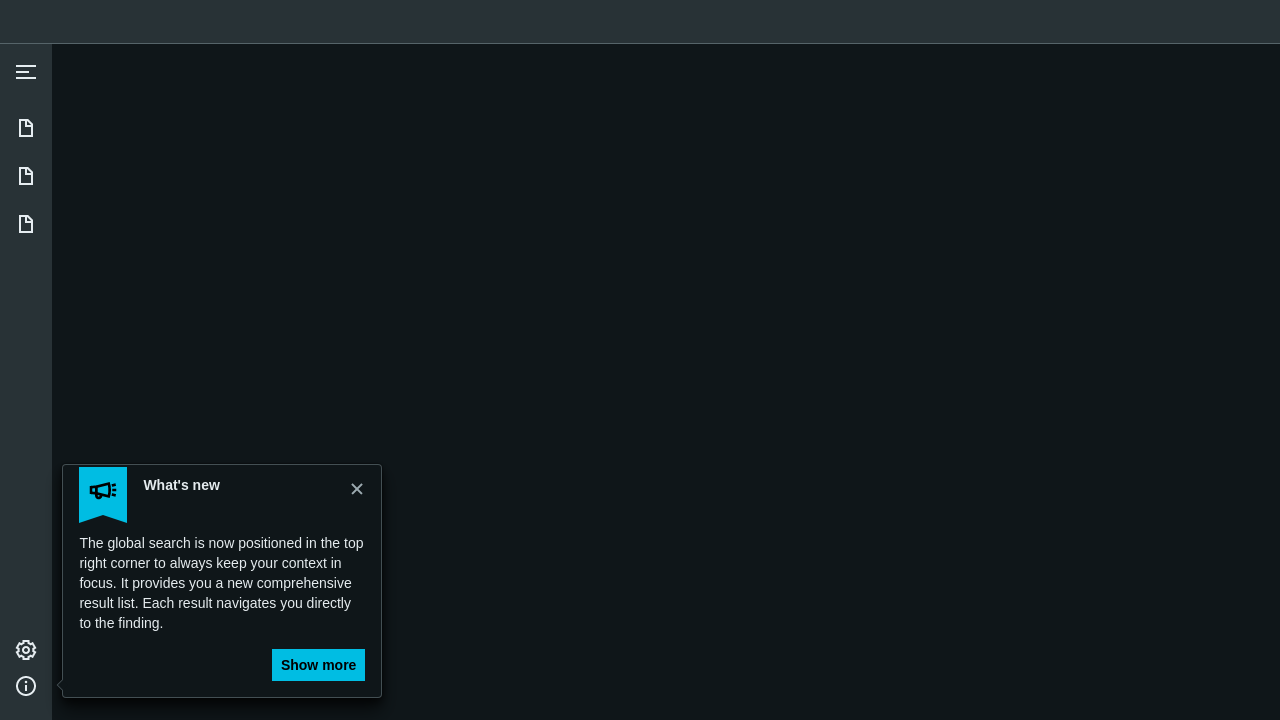 What's new
The global search is now positioned in the top
right corner to always keep your context in
focus. It provides you a new comprehensive
result list. Each result navigates you directly
to the finding.
Show more